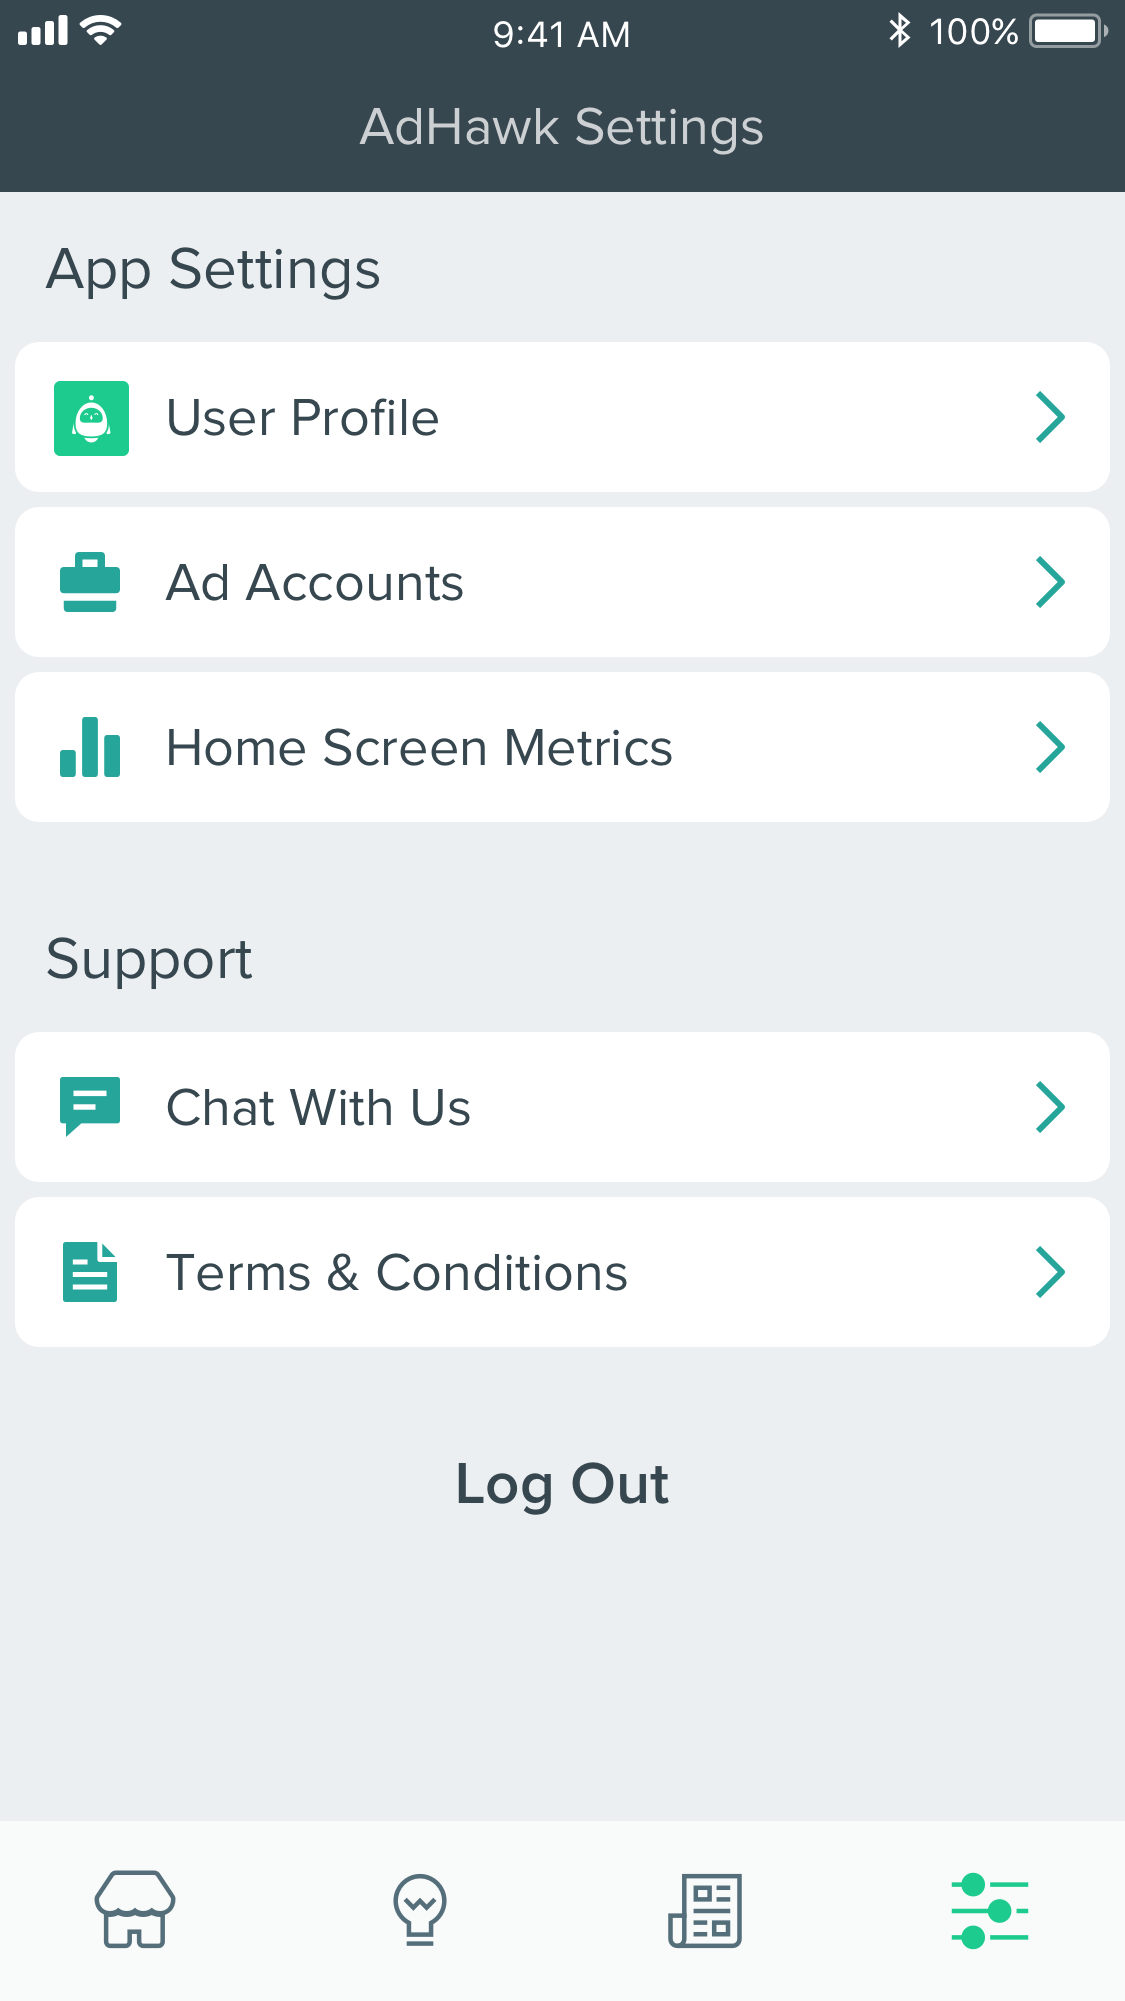 9:41 AM
100%
AdHawk Settings
App Settings
User Profile
Ad Accounts
Home Screen Metrics
Support
Chat With Us
Terms & Conditions
Log Out